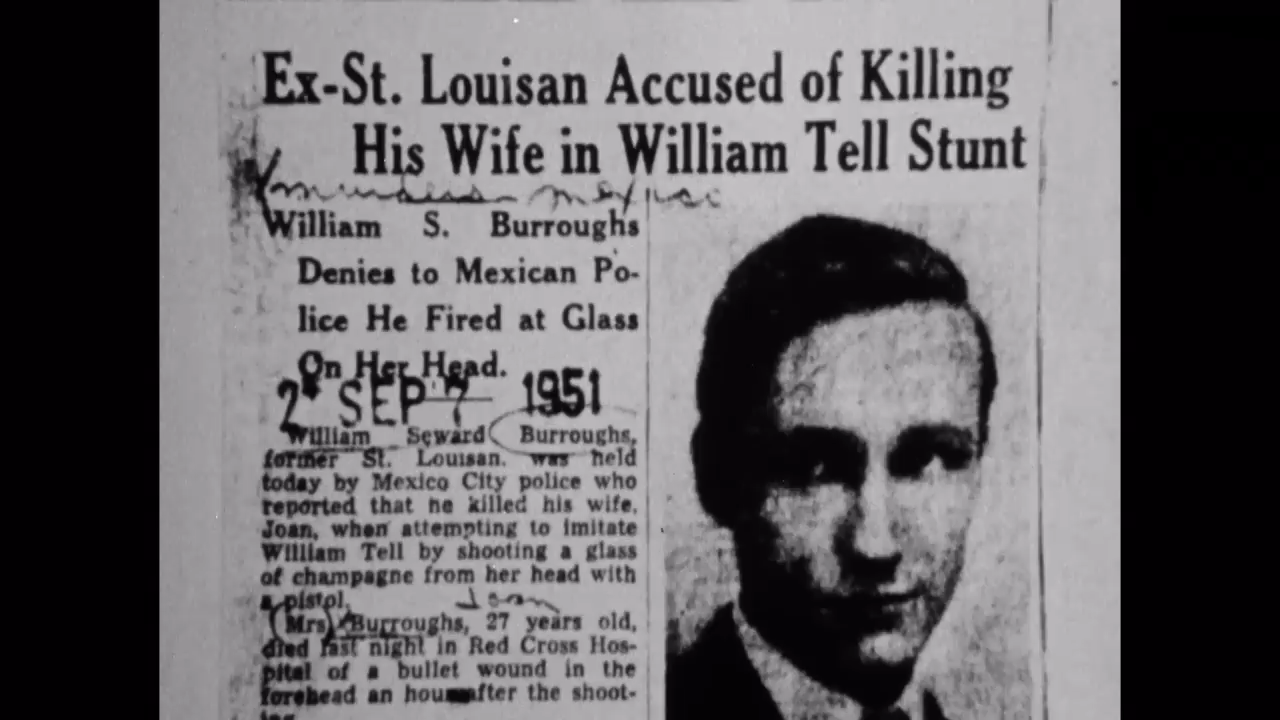 Ex-St. Louisan Accused of Killing
His Wife in William Tell Stunt
William S. Burroughs
Denies to Mexican Po-
lice He Fired at Glass
On Her Head.
SEP 7 1951
William Seward Burroughs,
former St. Louisan, was held
today by Mexico City police who
reported that he killed his wife,
Joan, when attempting to imitate
William Tell by shooting a glass
of champagne from her head with
a pistol.
Joan
(Mrs) Burroughs, 27 years old,
died last night in Red Cross Hos-
pital of a bullet wound in the
forehead an hour after the shoot-
ing.